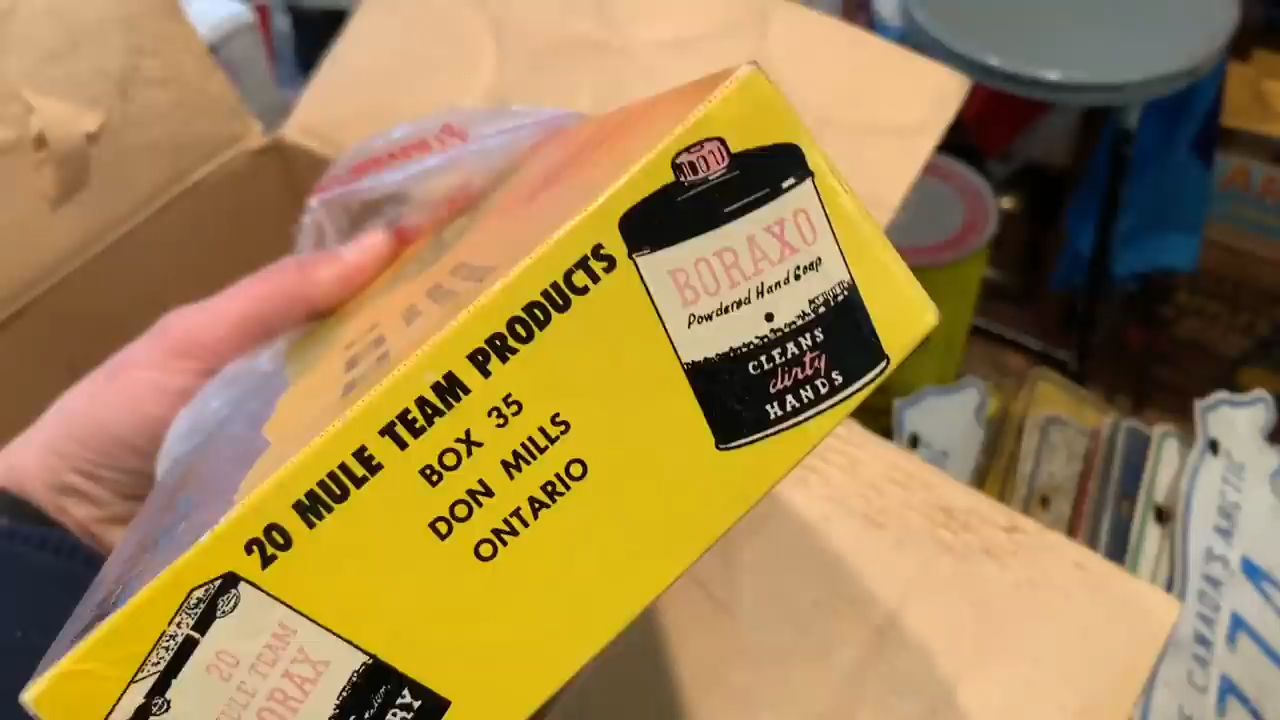 20 MULE TEAM PRODUCTS
BOX 35
DON MILLS
ONTARIO
BORAXO
Powdered Hand Soap
CLEANS
dirty
HANDS
20
MULE TEAM
BORAX
CANADA'S ARCTIC